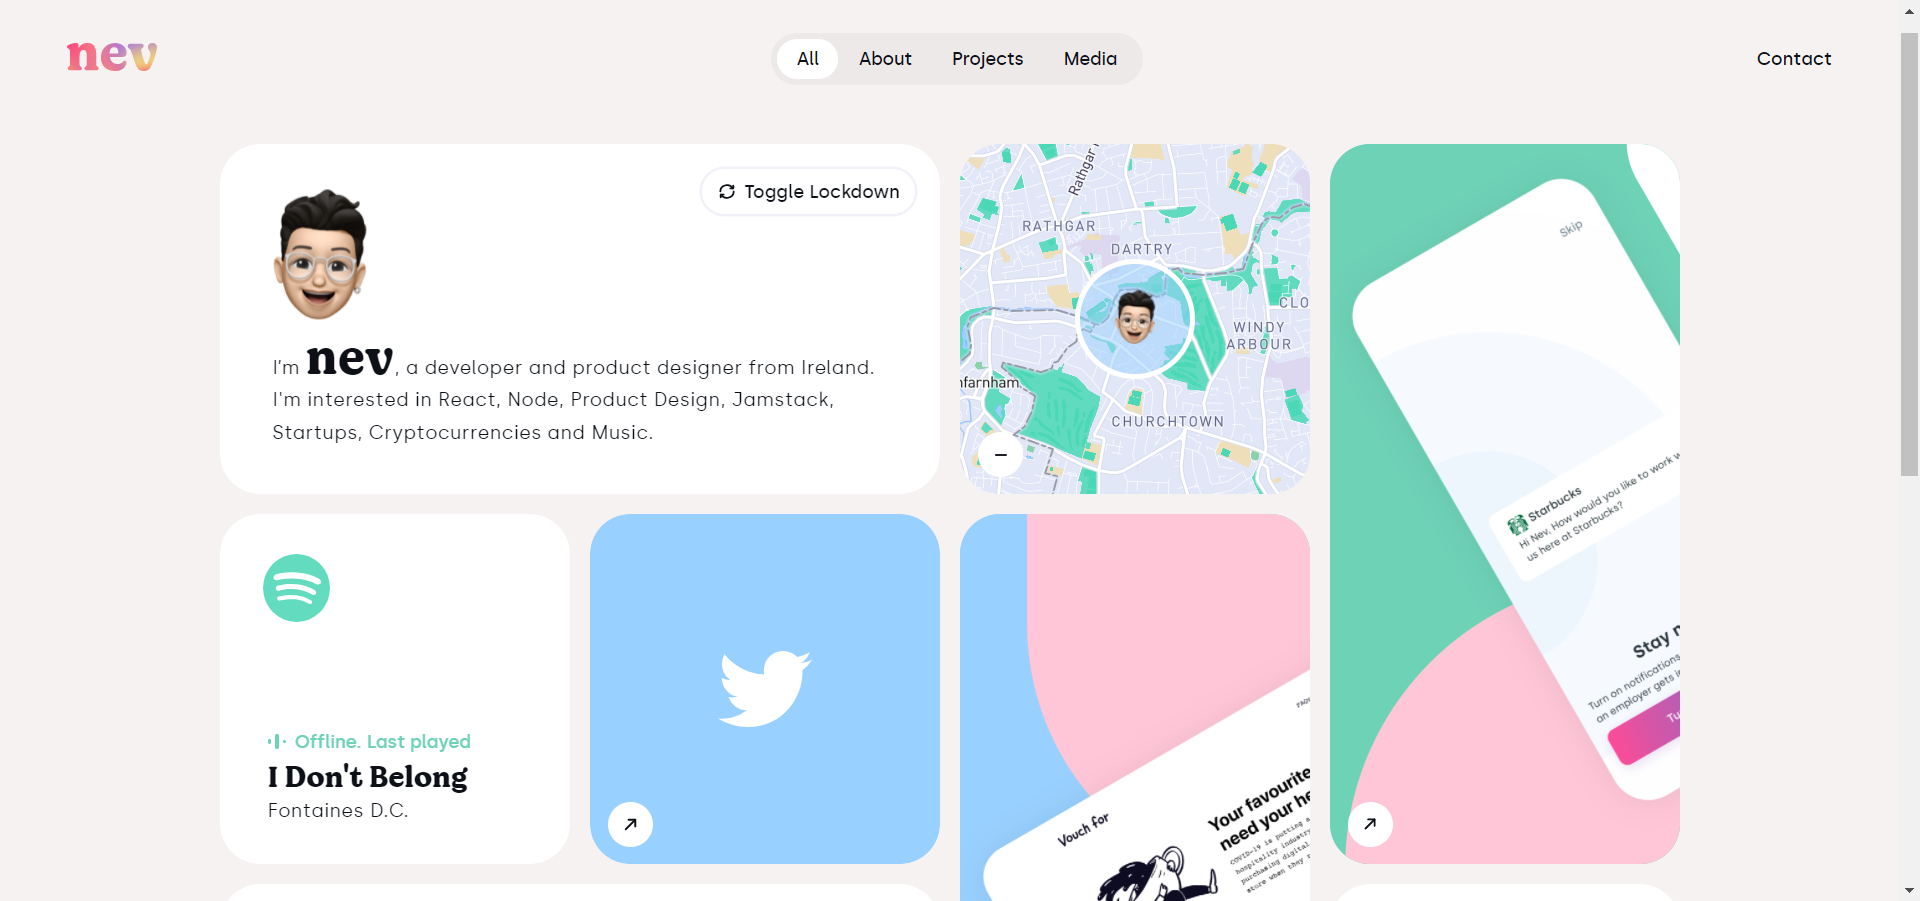 nev
All
About
Projects
Media
Contact
Toggle Lockdown
I'm nev, a developer and product designer from Ireland.
I'm interested in React, Node, Product Design, Jamstack,
Startups, Cryptocurrencies and Music.
Rathgar
RATHGAR
DARTRY
CLO
WINDY
ARBOUR
nfarnham
CHURCHTOWN
Skip
Starbucks
Hi Nev, How would you like to work w
us here at Starbucks?
Stay
Turn on notifications
an employer gets i
Tu
Offline. Last played
I Don't Belong
Fontaines D.C.
Vouch for
FAQ
Your favourite
need your he
COVID-19 is putting a
hospitality industry
purchasing digital
store when they r